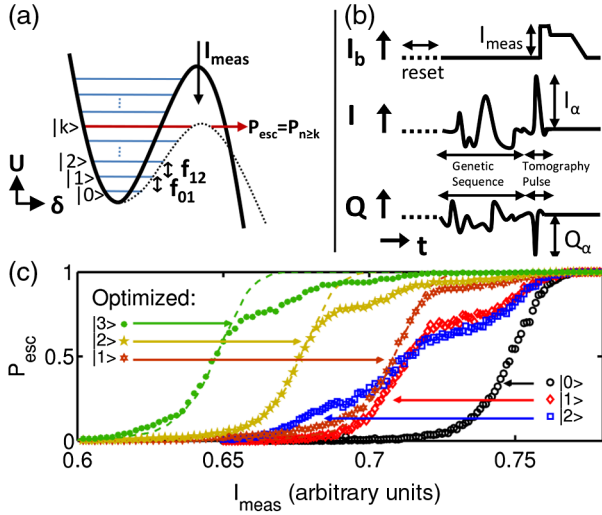 (a)
I_meas
|k>
P_esc=P_n≥k
|2>
|1>
|0>
f_12
f_01
U
δ
(b)
I_b
reset
I_meas
I
I_α
Genetic Sequence
Tomography Pulse
Q
Q_α
t
(c)
1
0.5
0
P_esc
Optimized:
|3>
|2>
|1>
|0>
|1>
|2>
0.6
0.65
0.7
0.75
I_meas (arbitrary units)